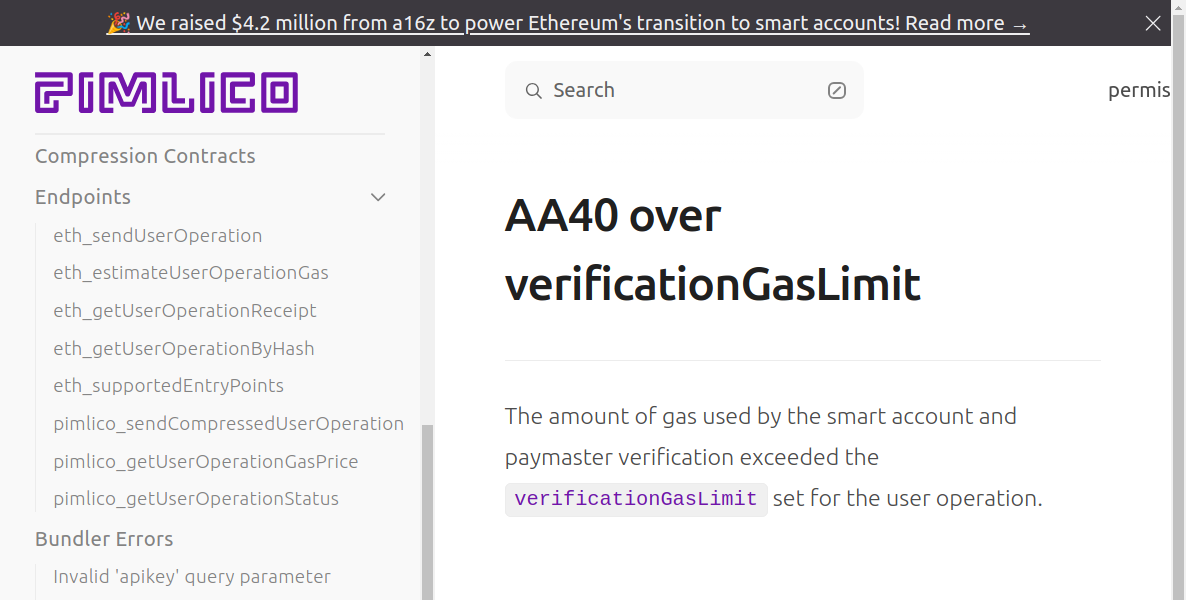 🎉 We raised $4.2 million from a16z to power Ethereum's transition to smart accounts! Read more →
PIMLICO
Compression Contracts
Endpoints
eth_sendUserOperation
eth_estimateUserOperationGas
eth_getUserOperationReceipt
eth_getUserOperationByHash
eth_supportedEntryPoints
pimlico_sendCompressedUserOperation
pimlico_getUserOperationGasPrice
pimlico_getUserOperationStatus
Bundler Errors
Invalid 'apikey' query parameter
Search
permis
AA40 over
verificationGasLimit
The amount of gas used by the smart account and
paymaster verification exceeded the
verificationGasLimit set for the user operation.